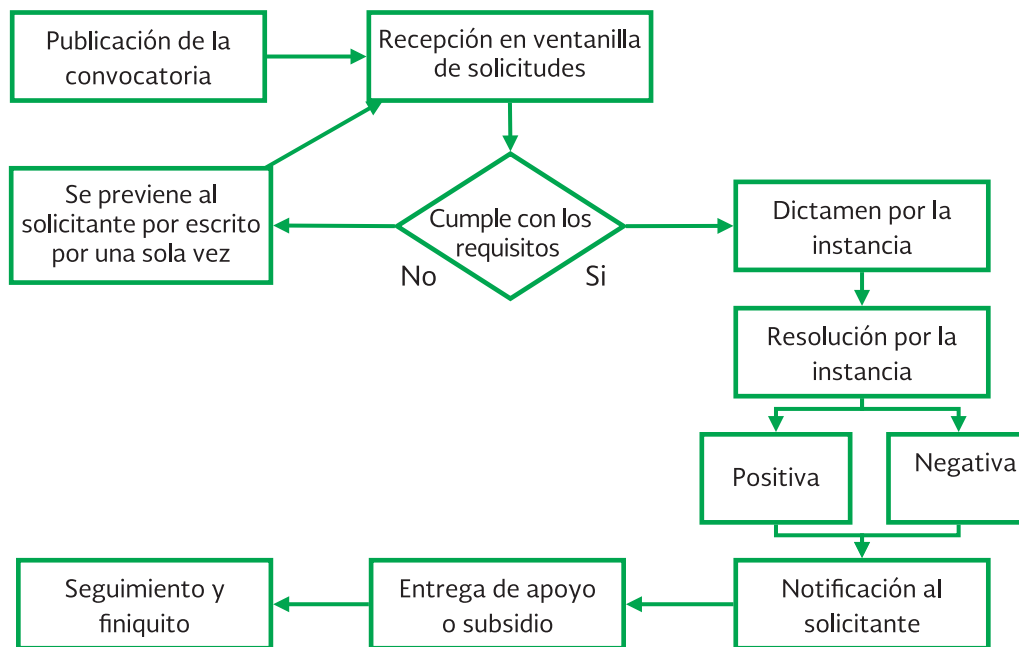 Publicación de la
convocatoria
Recepción en ventanilla
de solicitudes
Se previene al
solicitante por escrito
por una sola vez
Cumple con los
requisitos
No
Si
Dictamen por la
instancia
Resolución por la
instancia
Positiva
Negativa
Notificación al
solicitante
Entrega de apoyo
o subsidio
Seguimiento y
finiquito